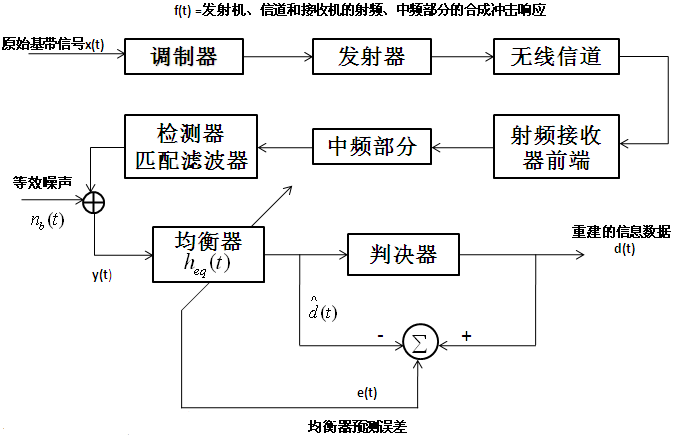 f(t) =发射机、信道和接收机的射频、中频部分的合成冲击响应
原始基带信号x(t)
调制器
发射器
无线信道
检测器
匹配滤波器
中频部分
射频接收
器前端
等效噪声
n_b(t)
y(t)
均衡器
h_eq(t)
判决器
重建的信息数据
d(t)
^
d(t)
-
Σ
+
e(t)
均衡器预测误差